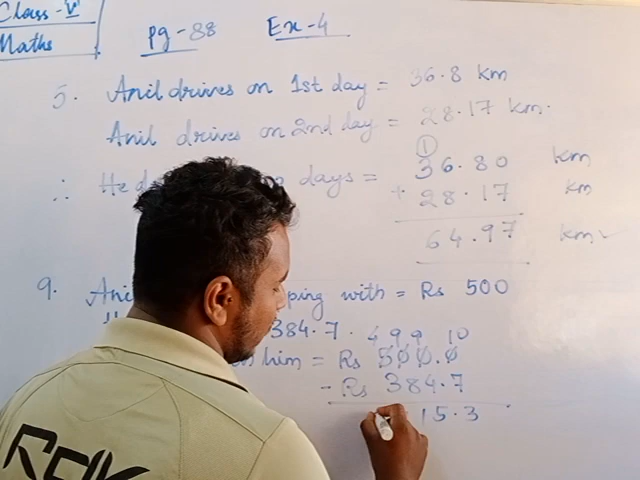 Class - V
Maths
pg - 88 Ex - 4
5. Anil drives on 1st day = 36.8 km
Anil drives on 2nd day = 28.17 km.
①
∴ He days = 36.80 km
+ 28.17 km
64.97 km
9. ping with = Rs 500
384.7.
4 9 9 10
him = Rs 500.0
- Rs 384.7
15.3